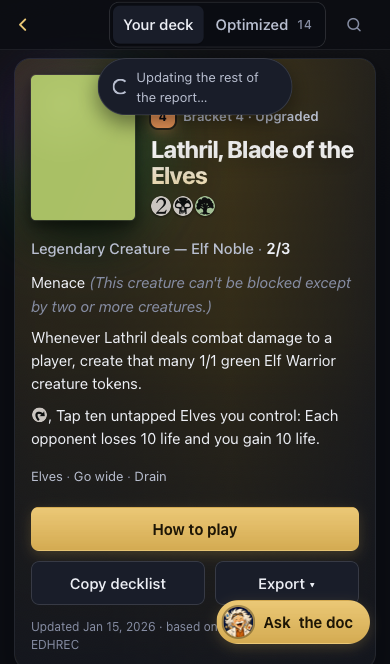 Your deck Optimized 14
Updating the rest of
the report...
4 Bracket 4 · Upgraded
Lathril, Blade of the
Elves
2
Legendary Creature — Elf Noble · 2/3
Menace (This creature can't be blocked except
by two or more creatures.)
Whenever Lathril deals combat damage to a
player, create that many 1/1 green Elf Warrior
creature tokens.
, Tap ten untapped Elves you control: Each
opponent loses 10 life and you gain 10 life.
Elves · Go wide · Drain
How to play
Copy decklist
Export ▾
Updated Jan 15, 2026 · based on
EDHREC
Ask the doc